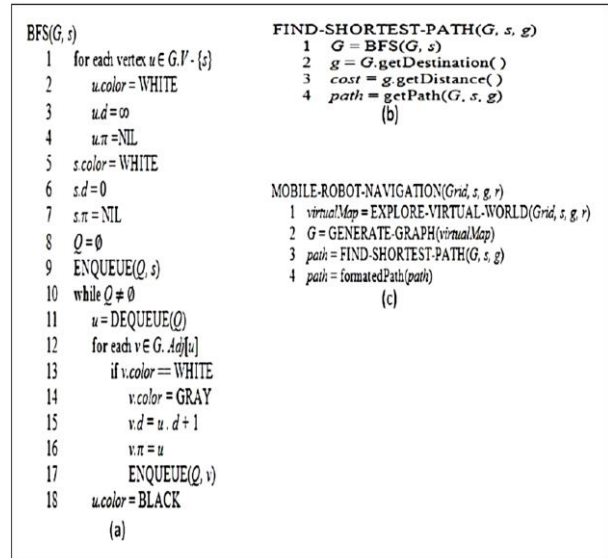 BFS(G, s)
1 for each vertex u ∈ G.V - {s}
2 u.color = WHITE
3 u.d = ∞
4 u.π = NIL
5 s.color = WHITE
6 s.d = 0
7 s.π = NIL
8 Q = Ø
9 ENQUEUE(Q, s)
10 while Q ≠ Ø
11 u = DEQUEUE(Q)
12 for each v ∈ G. Adj[u]
13 if v.color == WHITE
14 v.color = GRAY
15 v.d = u . d + 1
16 v.π = u
17 ENQUEUE(Q, v)
18 u.color = BLACK
(a)
FIND-SHORTEST-PATH(G, s, g)
1 G = BFS(G, s)
2 g = G.getDestination( )
3 cost = g.getDistance( )
4 path = getPath(G, s, g)
(b)
MOBILE-ROBOT-NAVIGATION(Grid, s, g, r)
1 virtualMap = EXPLORE-VIRTUAL-WORLD(Grid, s, g, r)
2 G = GENERATE-GRAPH(virtualMap)
3 path = FIND-SHORTEST-PATH(G, s, g)
4 path = formatedPath(path)
(c)